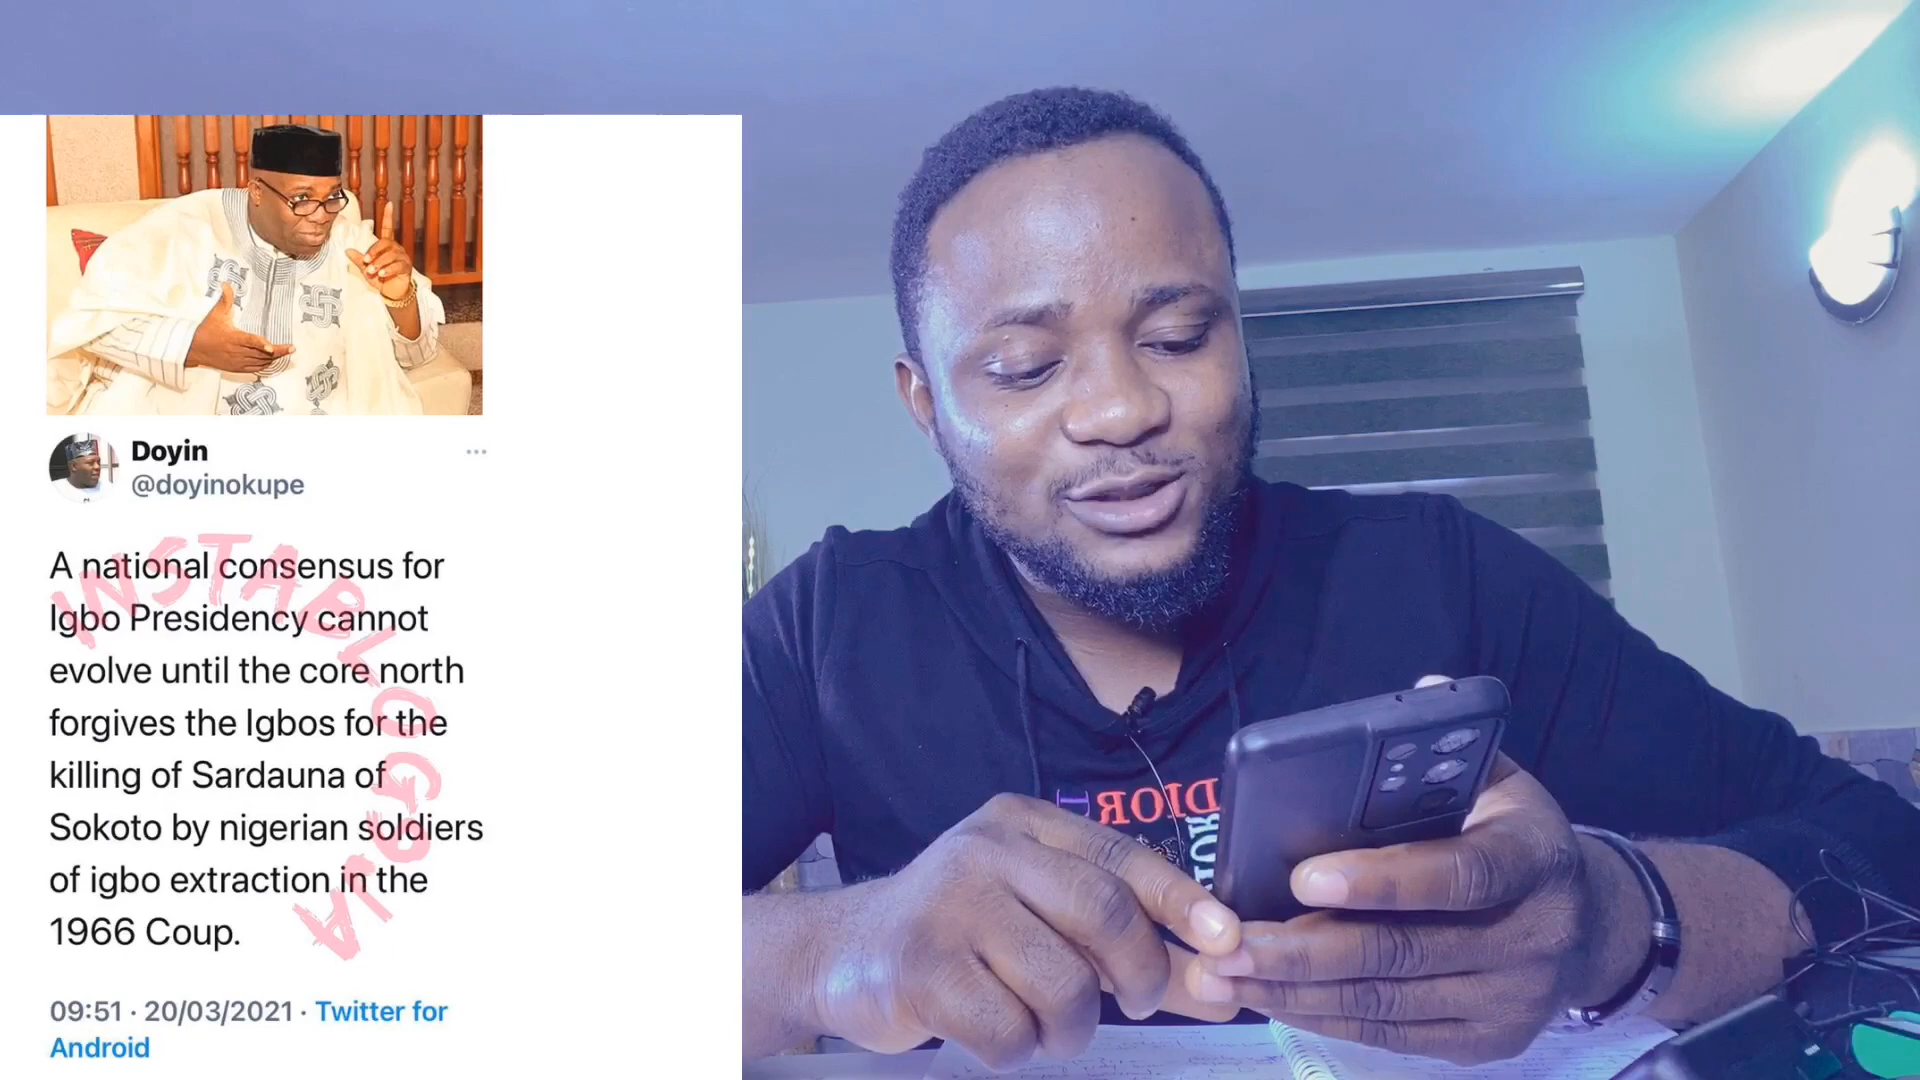 Doyin
@doyinokupe
A national consensus for
Igbo Presidency cannot
evolve until the core north
forgives the Igbos for the
killing of Sardauna of
Sokoto by nigerian soldiers
of igbo extraction in the
1966 Coup.
09:51 · 20/03/2021 · Twitter for
Android
INSTABLOG9JA
DIOR